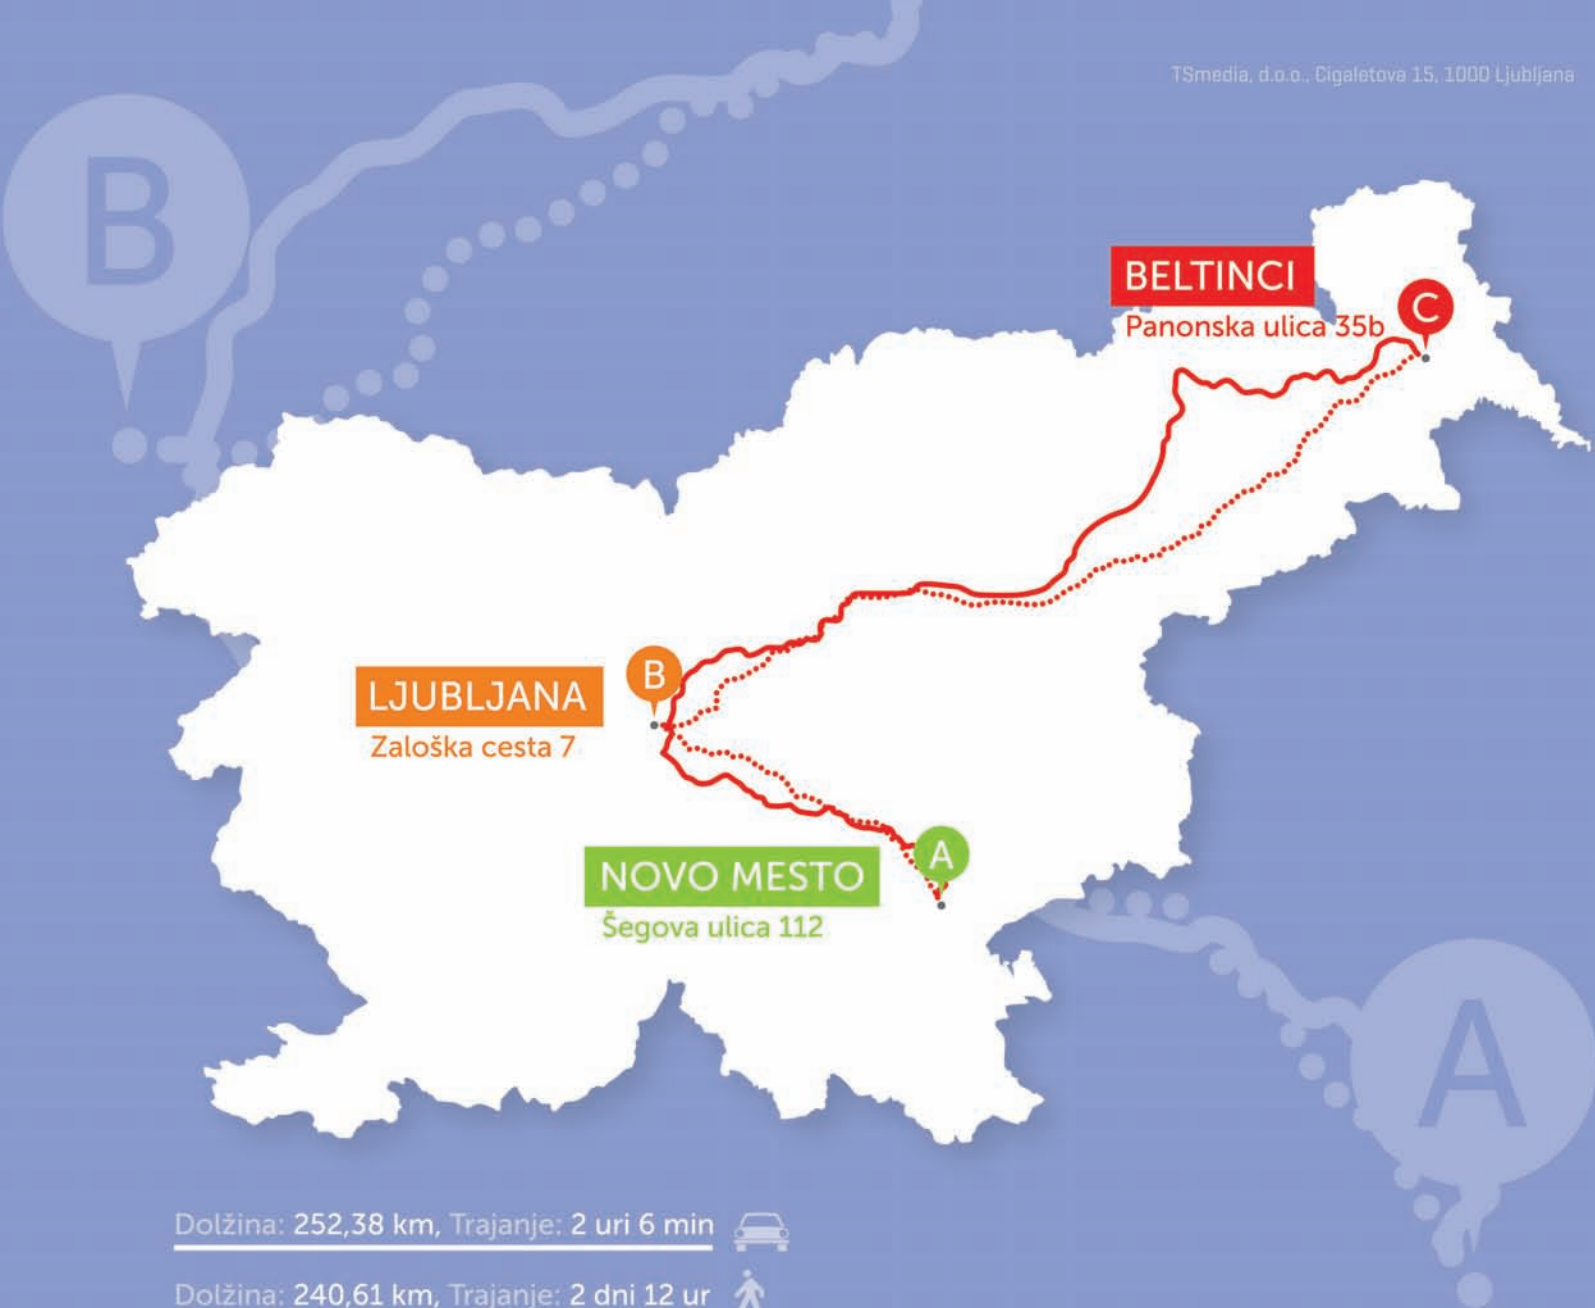 TSmedia, d.o.o., Cigaletova 15, 1000 Ljubljana
B
BELTINCI
C
Panonska ulica 35b
B
LJUBLJANA
Zaloška cesta 7
A
NOVO MESTO
Šegova ulica 112
A
Dolžina: 252,38 km, Trajanje: 2 uri 6 min
Dolžina: 240,61 km, Trajanje: 2 dni 12 ur